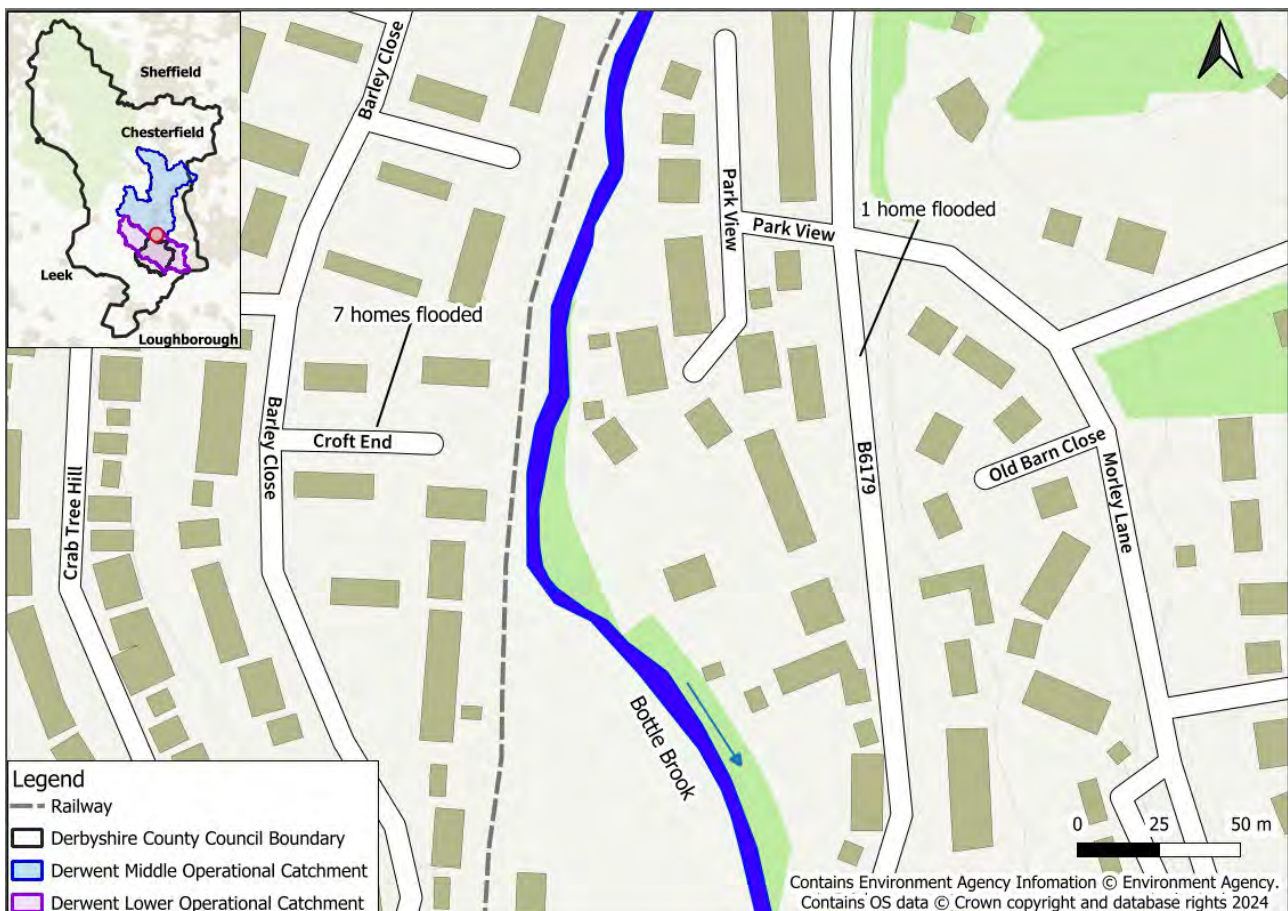 Sheffield
Chesterfield
Leek
Loughborough
Barley Close
Park View
Park View
1 home flooded
7 homes flooded
Barley Close
Croft End
Crab Tree Hill
B6179
Old Barn Close
Morley Lane
Bottle Brook
Legend
Railway
Derbyshire County Council Boundary
Derwent Middle Operational Catchment
Derwent Lower Operational Catchment
0 25 50 m
Contains Environment Agency Infomation © Environment Agency.
Contains OS data © Crown copyright and database rights 2024